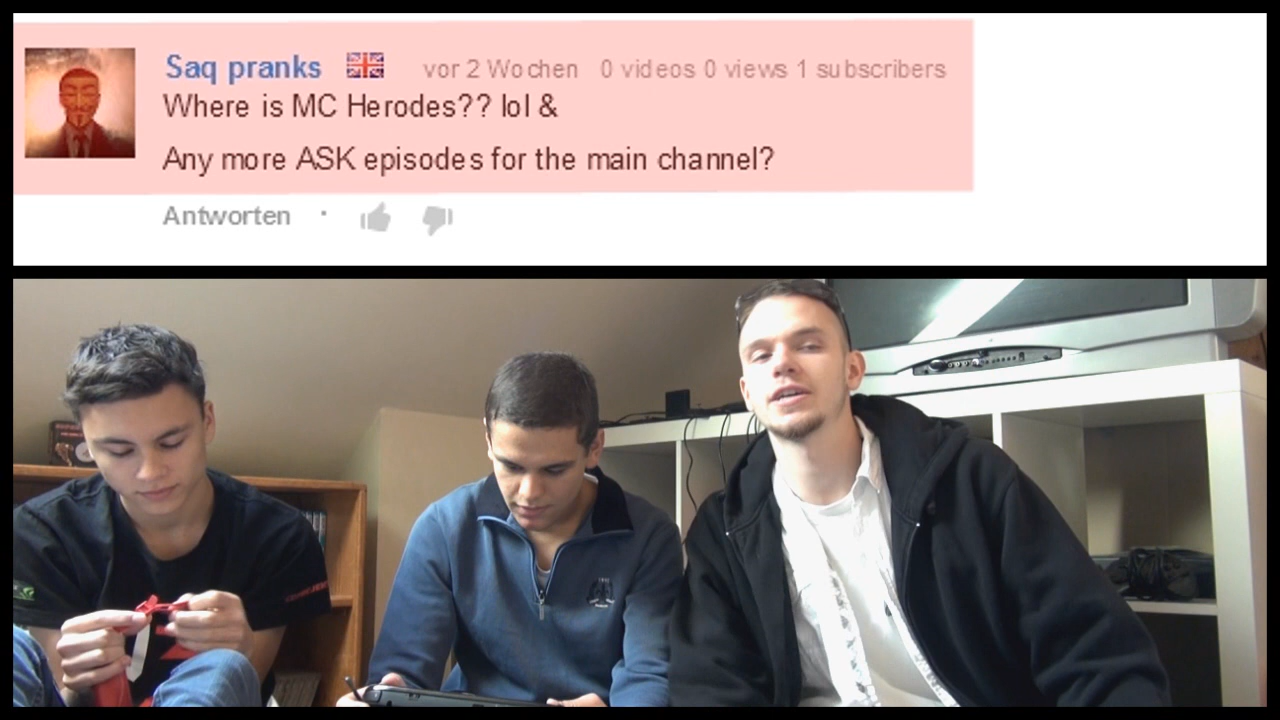 Saq pranks vor 2 Wochen 0 videos 0 views 1 subscribers
Where is MC Herodes?? lol &
Any more ASK episodes for the main channel?
Antworten ·